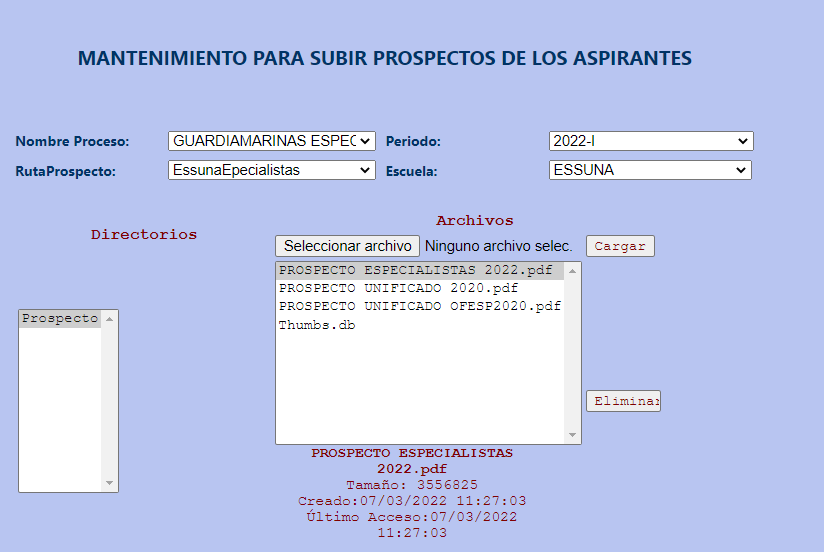 MANTENIMIENTO PARA SUBIR PROSPECTOS DE LOS ASPIRANTES
Nombre Proceso: GUARDIAMARINAS ESPEC Periodo: 2022-I
RutaProspecto: EssunaEpecialistas Escuela: ESSUNA
Archivos
Directorios
Seleccionar archivo Ninguno archivo selec. Cargar
PROSPECTO ESPECIALISTAS 2022.pdf
PROSPECTO UNIFICADO 2020.pdf
PROSPECTO UNIFICADO OFESP2020.pdf
Prospecto
Thumbs.db
Eliminar
PROSPECTO ESPECIALISTAS
2022.pdf
Tamaño: 3556825
Creado:07/03/2022 11:27:03
Último Acceso:07/03/2022
11:27:03